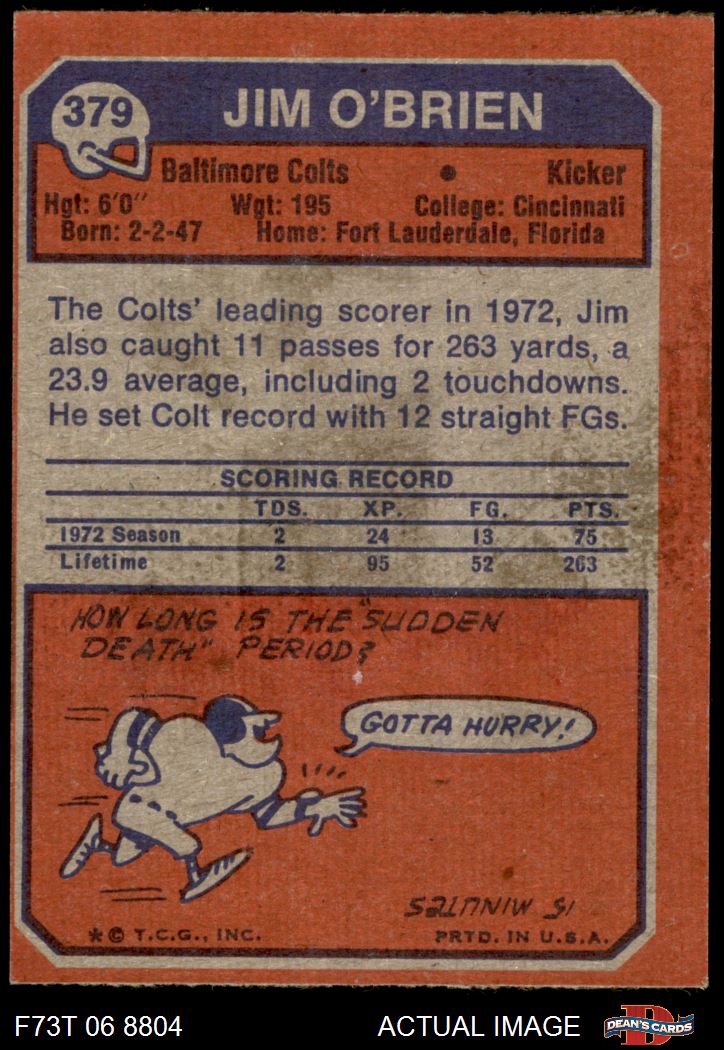 379
JIM O'BRIEN
Baltimore Colts • Kicker
Hgt: 6'0" Wgt: 195 College: Cincinnati
Born: 2-2-47 Home: Fort Lauderdale, Florida
The Colts' leading scorer in 1972, Jim
also caught 11 passes for 263 yards, a
23.9 average, including 2 touchdowns.
He set Colt record with 12 straight FGs.
SCORING RECORD
TDS. XP. FG. PTS.
1972 Season 2 24 13 75
Lifetime 2 95 52 263
HOW LONG IS THE "SUDDEN
DEATH" PERIOD?
GOTTA HURRY!
15 MINUTES
* © T.C.G., INC. PRTD. IN U.S.A.
F73T 06 8804 ACTUAL IMAGE DEAN'S CARDS